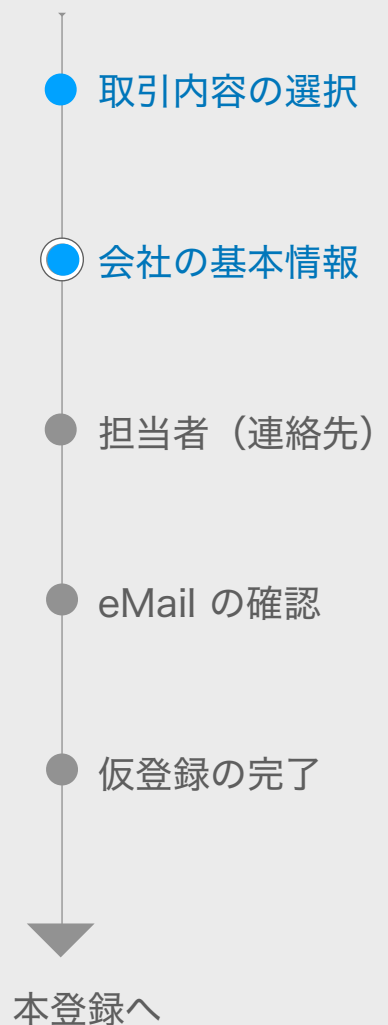 取引内容の選択
会社の基本情報
担当者（連絡先）
eMail の確認
仮登録の完了
本登録へ